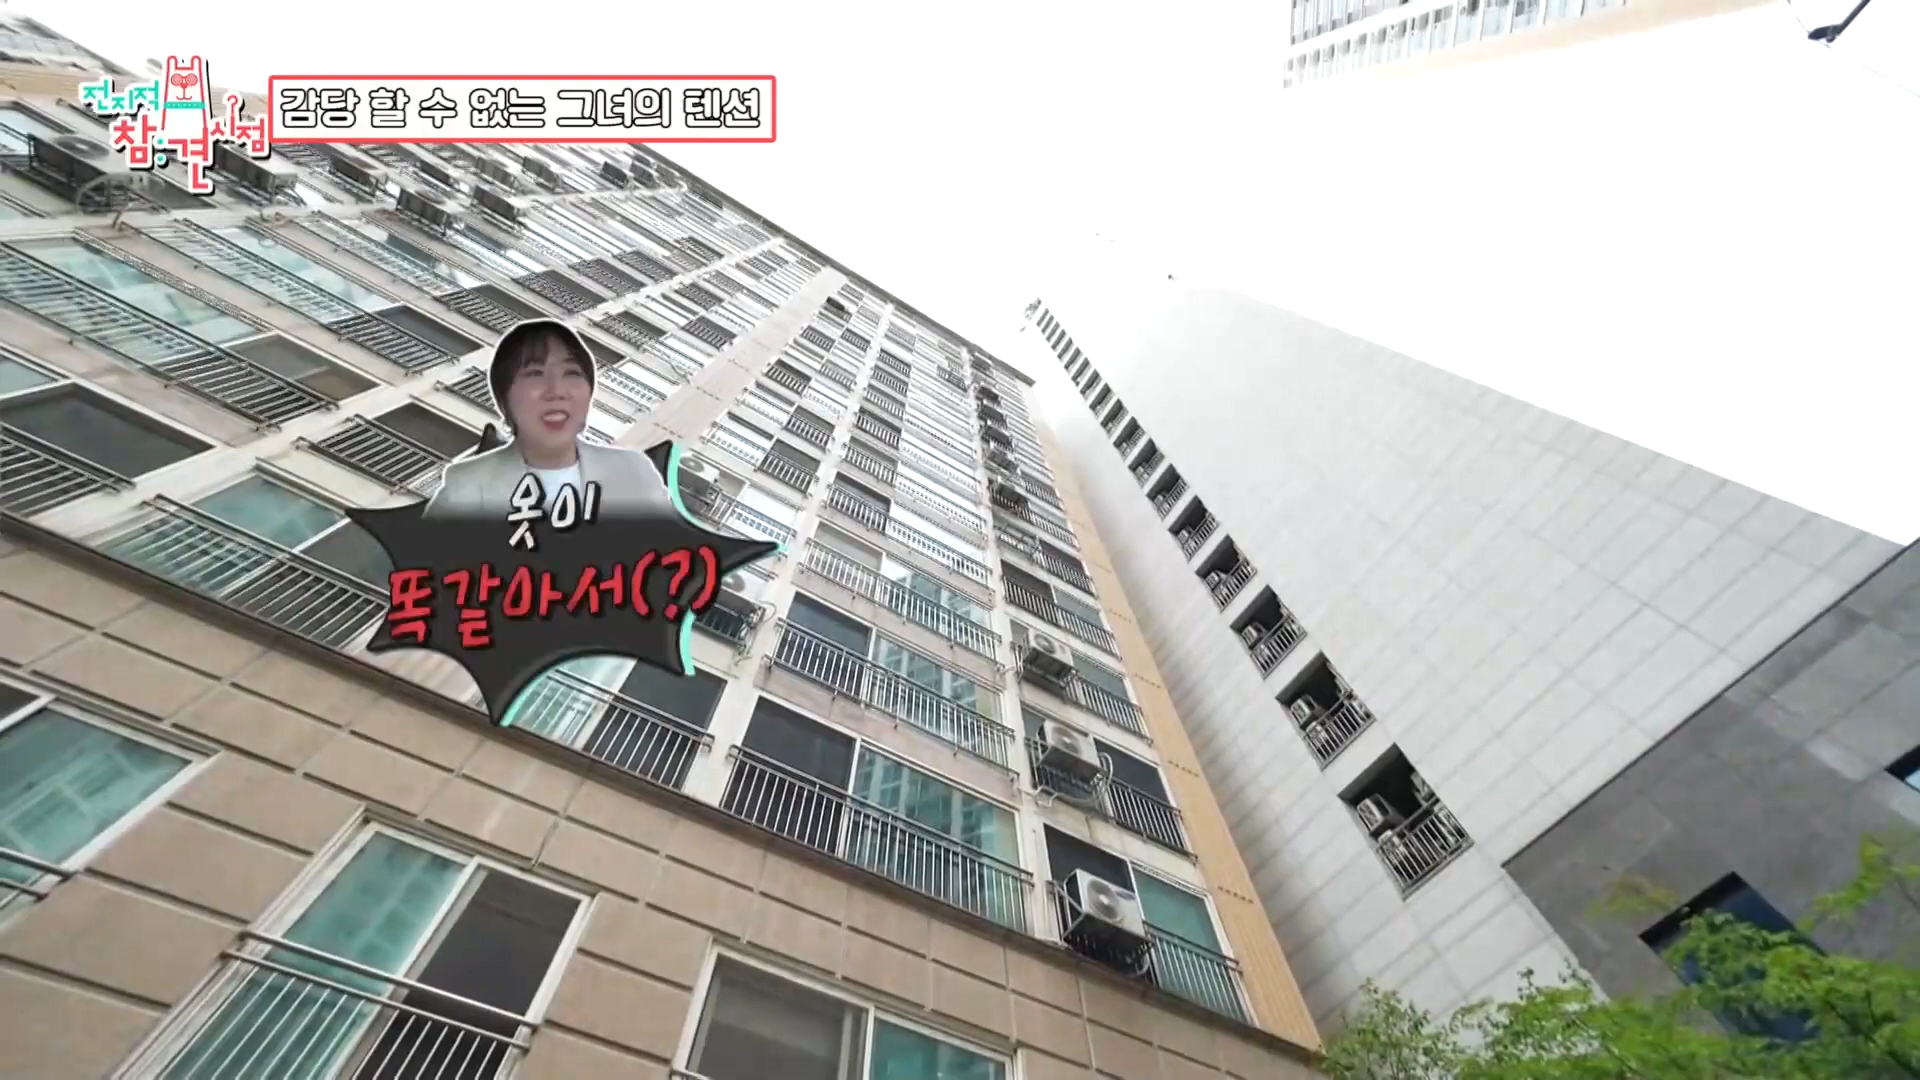 전지적
참견 시점
감당 할 수 없는 그녀의 텐션
옷이
똑같아서(?)